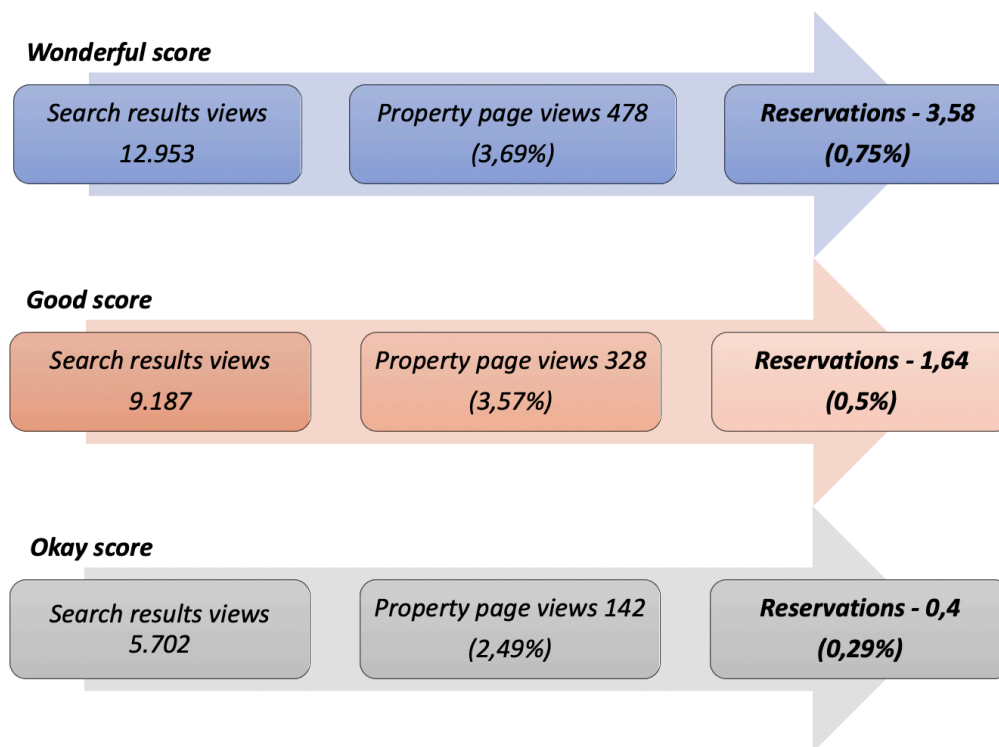 Wonderful score
Search results views
12.953
Property page views 478
(3,69%)
Reservations - 3,58
(0,75%)
Good score
Search results views
9.187
Property page views 328
(3,57%)
Reservations - 1,64
(0,5%)
Okay score
Search results views
5.702
Property page views 142
(2,49%)
Reservations - 0,4
(0,29%)